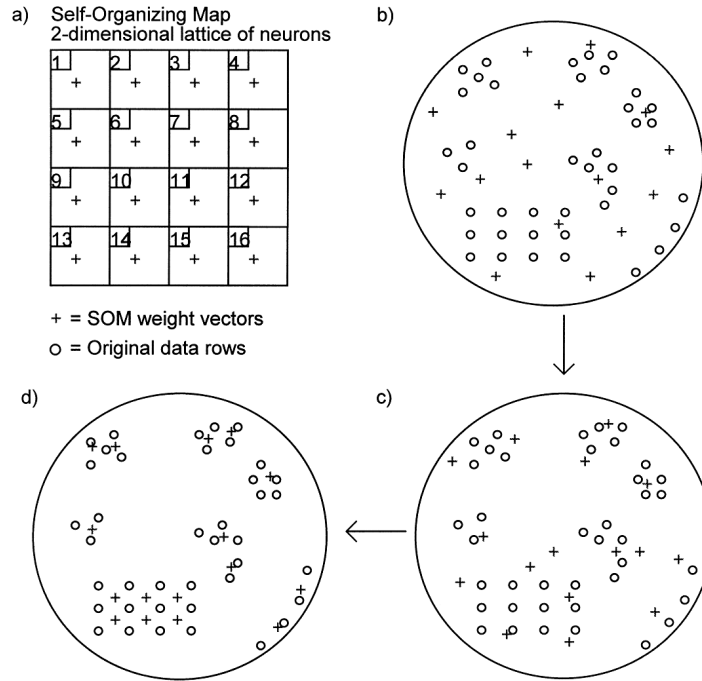 a) Self-Organizing Map
2-dimensional lattice of neurons
1 2 3 4
5 6 7 8
9 10 11 12
13 14 15 16
+ = SOM weight vectors
o = Original data rows
b)
c)
d)